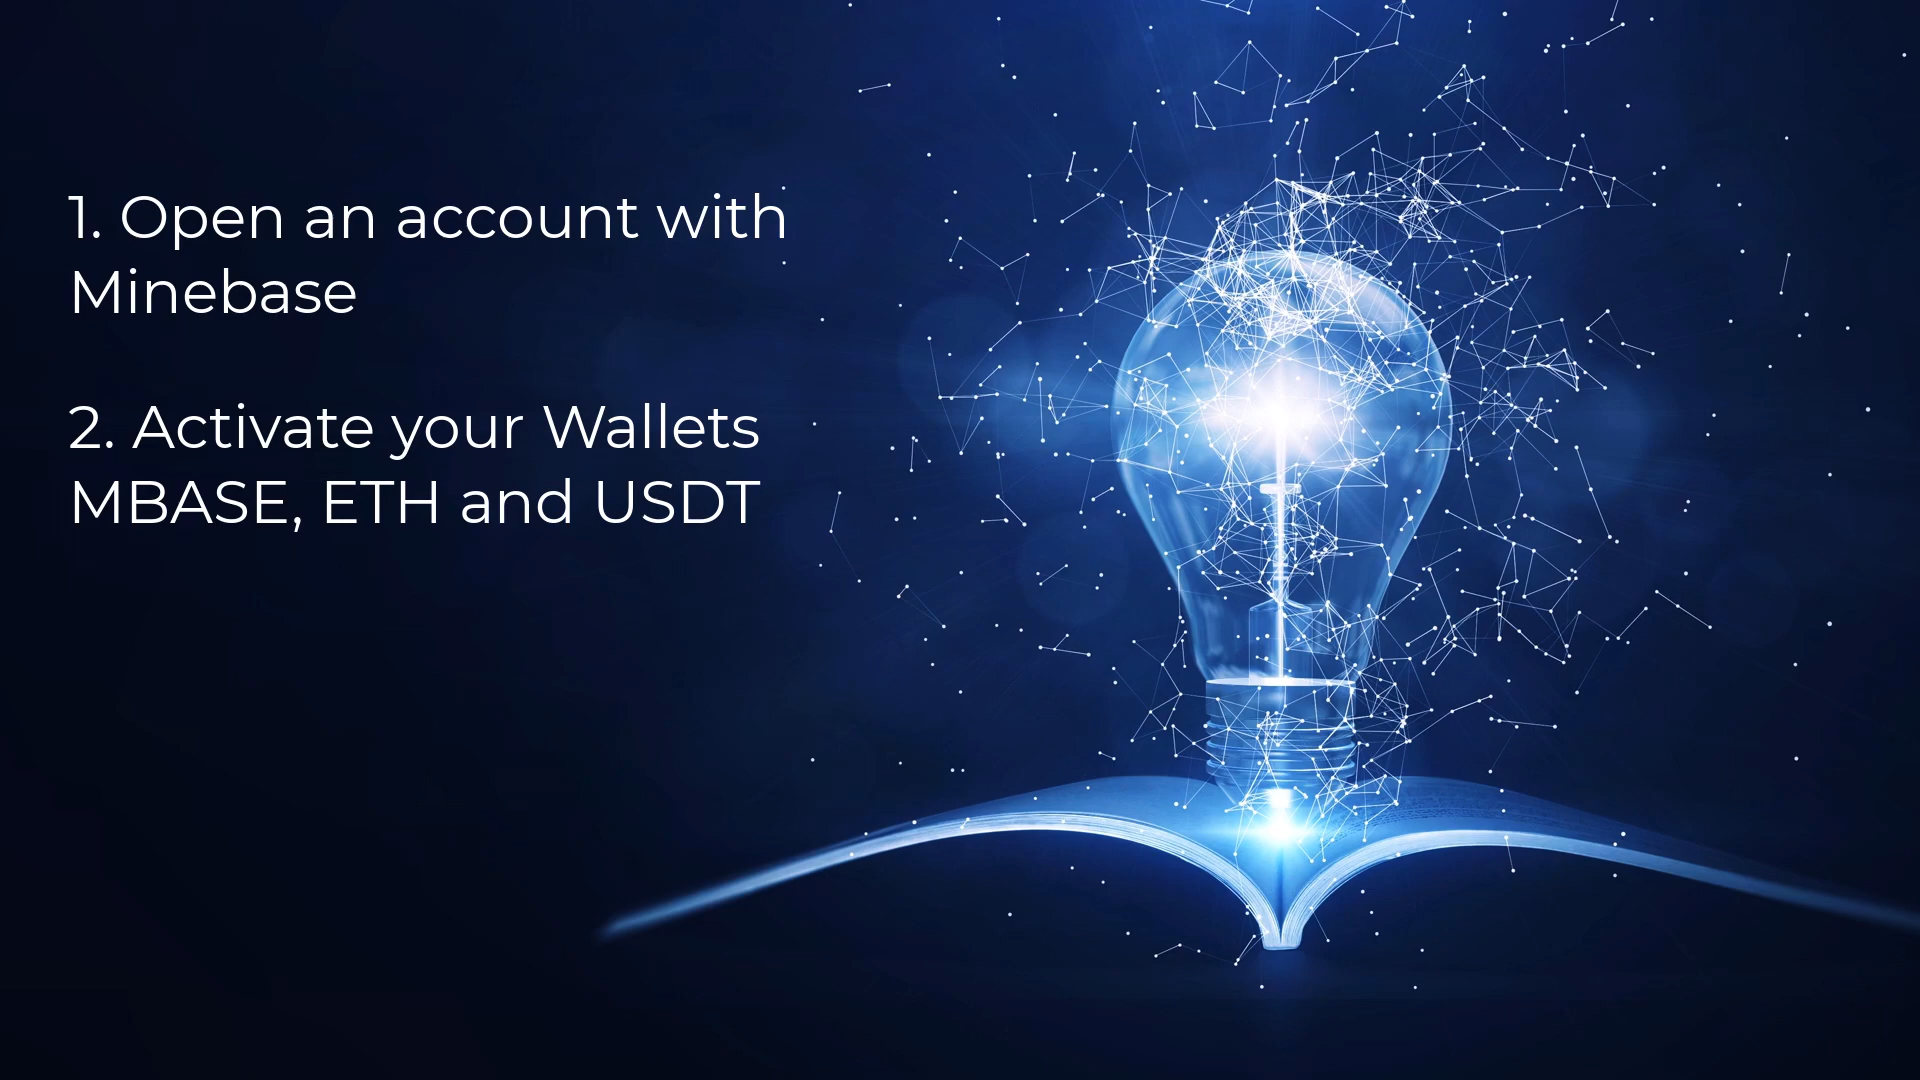 1. Open an account with
Minebase
2. Activate your Wallets
MBASE, ETH and USDT